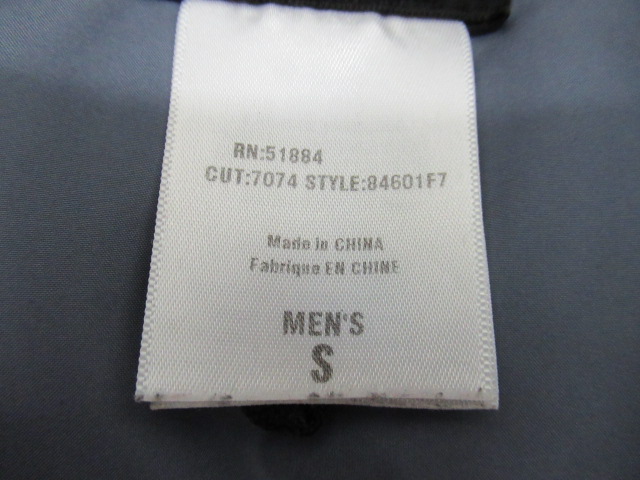 RN:51884
CUT:7074 STYLE:84601F7
Made in CHINA
Fabrique EN CHINE
MEN'S
S